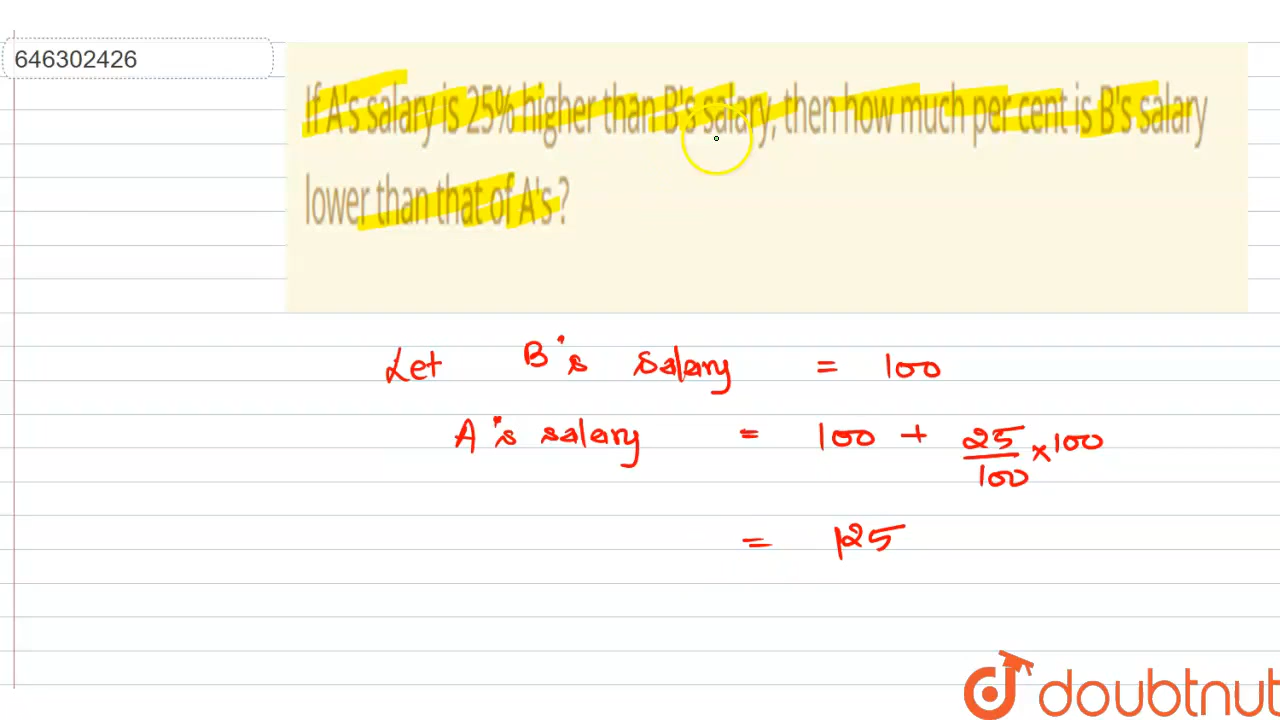 646302426
If A's salary is 25% higher than B's salary, then how much per cent is B's salary
lower than that of A's ?
Let B's salary = 100
A's salary = 100 + 25/100 × 100
= 125
doubtnut